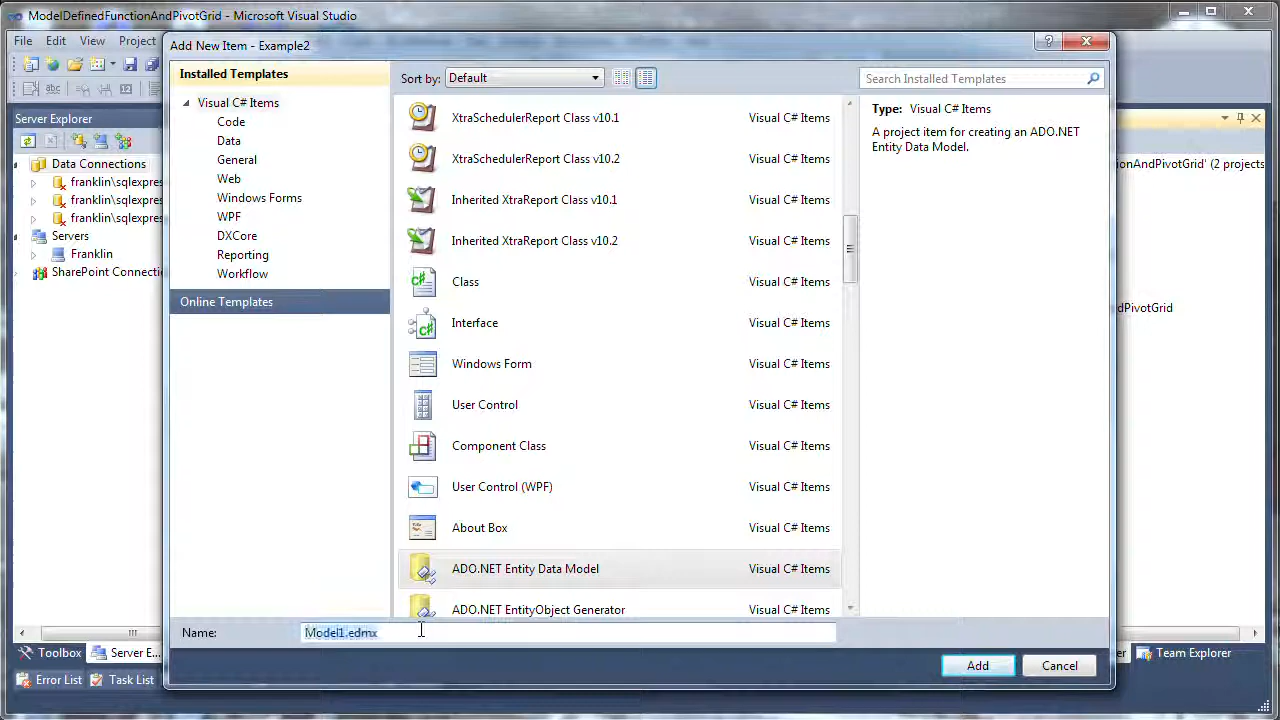 ModelDefinedFunctionAndPivotGrid - Microsoft Visual Studio
File Edit View Project
Add New Item - Example2
Installed Templates
Sort by: Default
Search Installed Templates
Visual C# Items
Code
Data
General
Web
Windows Forms
WPF
DXCore
Reporting
Workflow
Online Templates
XtraSchedulerReport Class v10.1 Visual C# Items
XtraSchedulerReport Class v10.2 Visual C# Items
Inherited XtraReport Class v10.1 Visual C# Items
Inherited XtraReport Class v10.2 Visual C# Items
Class Visual C# Items
Interface Visual C# Items
Windows Form Visual C# Items
User Control Visual C# Items
Component Class Visual C# Items
User Control (WPF) Visual C# Items
About Box Visual C# Items
ADO.NET Entity Data Model Visual C# Items
ADO.NET EntityObject Generator Visual C# Items
Type: Visual C# Items
A project item for creating an ADO.NET
Entity Data Model.
Name: Model1.edmx
Add Cancel
Server Explorer
Data Connections
franklin\sqlexpres
franklin\sqlexpres
franklin\sqlexpres
Servers
Franklin
SharePoint Connecti
onAndPivotGrid' (2 projects
dPivotGrid
Toolbox Server E... er Team Explorer
Error List Task List